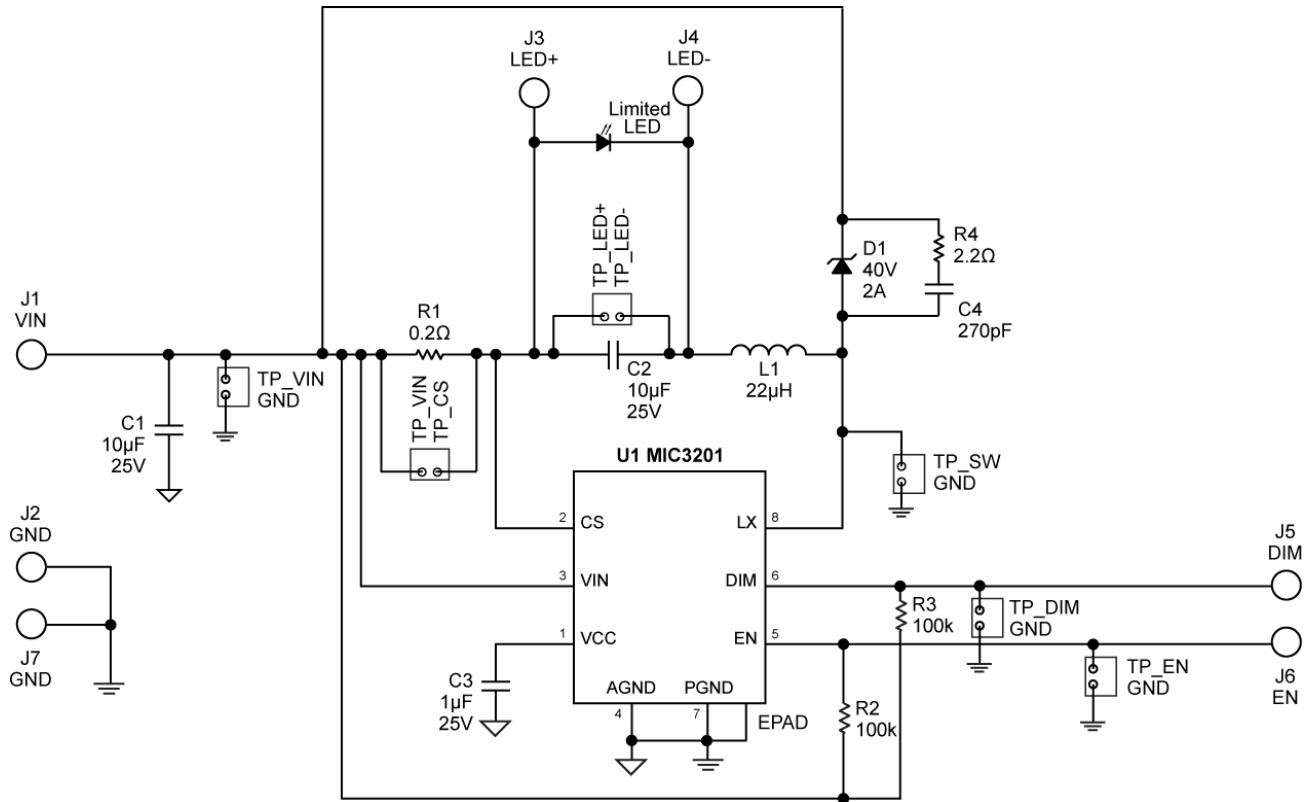 J3
LED+
J4
LED-
Limited
LED
TP_LED+
TP_LED-
D1
40V
2A
R4
2.2Ω
C4
270pF
J1
VIN
R1
0.2Ω
C2
10µF
25V
L1
22µH
TP_VIN
GND
C1
10µF
25V
TP_VIN
TP_CS
U1 MIC3201
TP_SW
GND
J2
GND
J7
GND
2 CS
LX 8
3 VIN
DIM 6
1 VCC
EN 5
AGND
PGND
4
7
EPAD
C3
1µF
25V
R3
100k
R2
100k
TP_DIM
GND
TP_EN
GND
J5
DIM
J6
EN